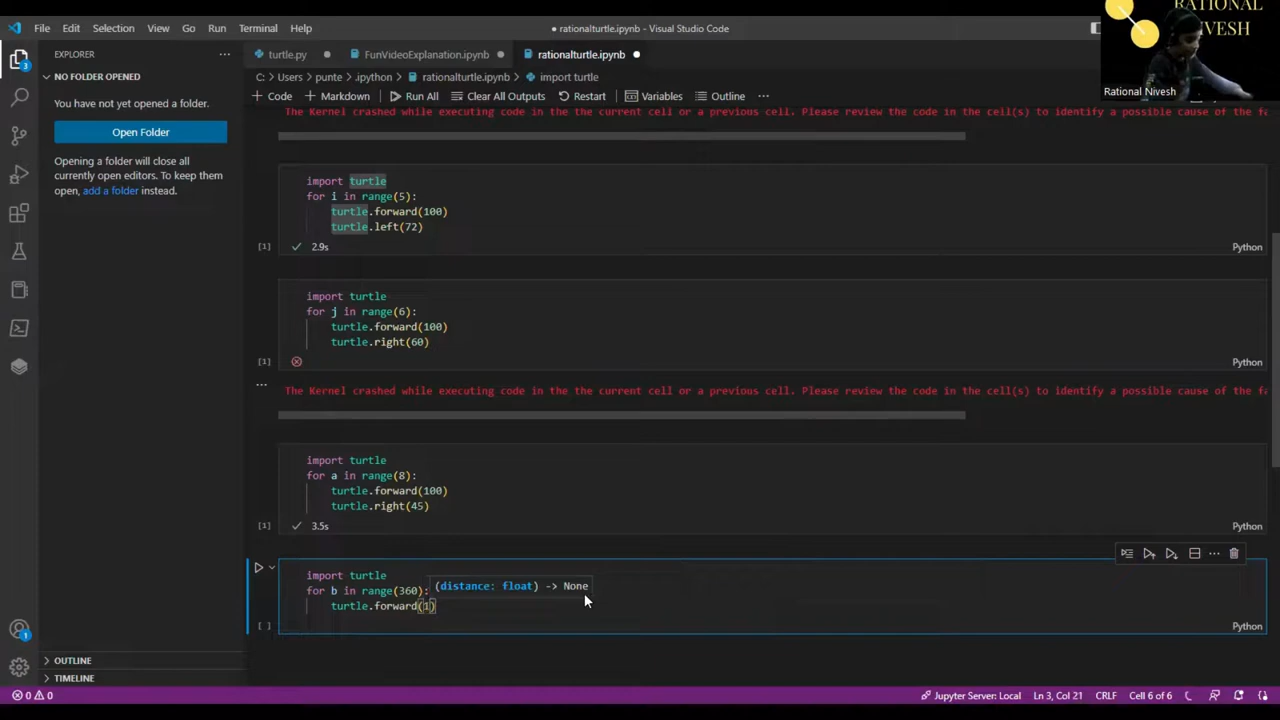 RATIONAL
NIVESH
Rational Nivesh
File Edit Selection View Go Run Terminal Help
● rationalturtle.ipynb - Visual Studio Code
EXPLORER
turtle.py
FunVideoExplanation.ipynb
rationalturtle.ipynb
NO FOLDER OPENED
C: > Users > punte > .ipython > rationalturtle.ipynb > import turtle
+ Code + Markdown Run All Clear All Outputs Restart Variables Outline ...
You have not yet opened a folder.
Open Folder
Opening a folder will close all
currently open editors. To keep them
open, add a folder instead.
The Kernel crashed while executing code in the the current cell or a previous cell. Please review the code in the cell(s) to identify a possible cause of the fa
import turtle
for i in range(5):
    turtle.forward(100)
    turtle.left(72)
[1] 2.9s Python
import turtle
for j in range(6):
    turtle.forward(100)
    turtle.right(60)
[1] Python
...
The Kernel crashed while executing code in the the current cell or a previous cell. Please review the code in the cell(s) to identify a possible cause of the fa
import turtle
for a in range(8):
    turtle.forward(100)
    turtle.right(45)
[1] 3.5s Python
import turtle
for b in range(360):
(distance: float) -> None
    turtle.forward(1)
[ ] Python
3
1
OUTLINE
TIMELINE
0 0 Jupyter Server: Local Ln 3, Col 21 CRLF Cell 6 of 6